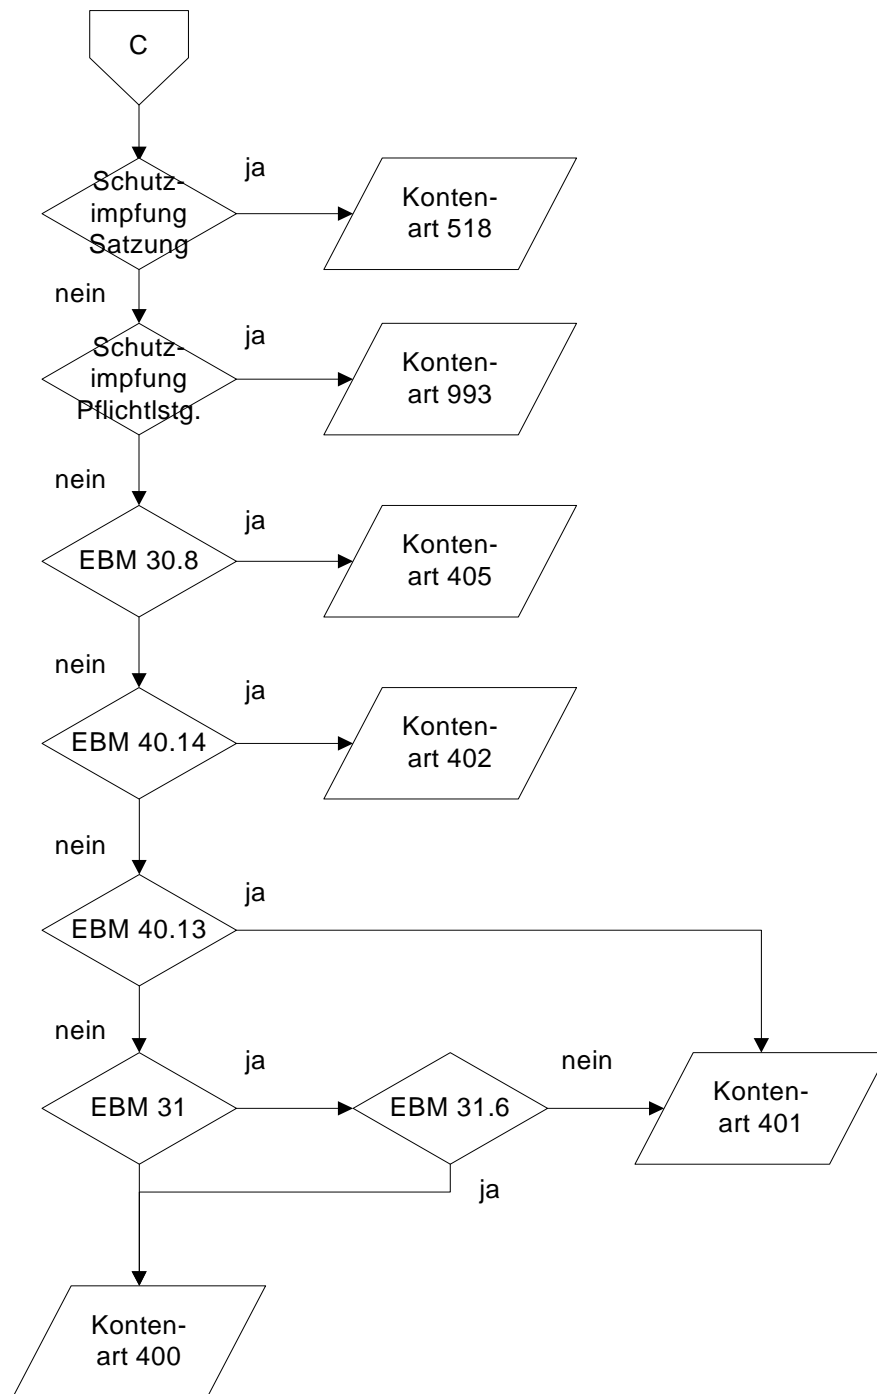 C
Schutz-
impfung
Satzung
ja
Konten-
art 518
nein
Schutz-
impfung
Pflichtlstg.
ja
Konten-
art 993
nein
EBM 30.8
ja
Konten-
art 405
nein
EBM 40.14
ja
Konten-
art 402
nein
EBM 40.13
ja
nein
EBM 31
ja
EBM 31.6
nein
Konten-
art 401
ja
Konten-
art 400